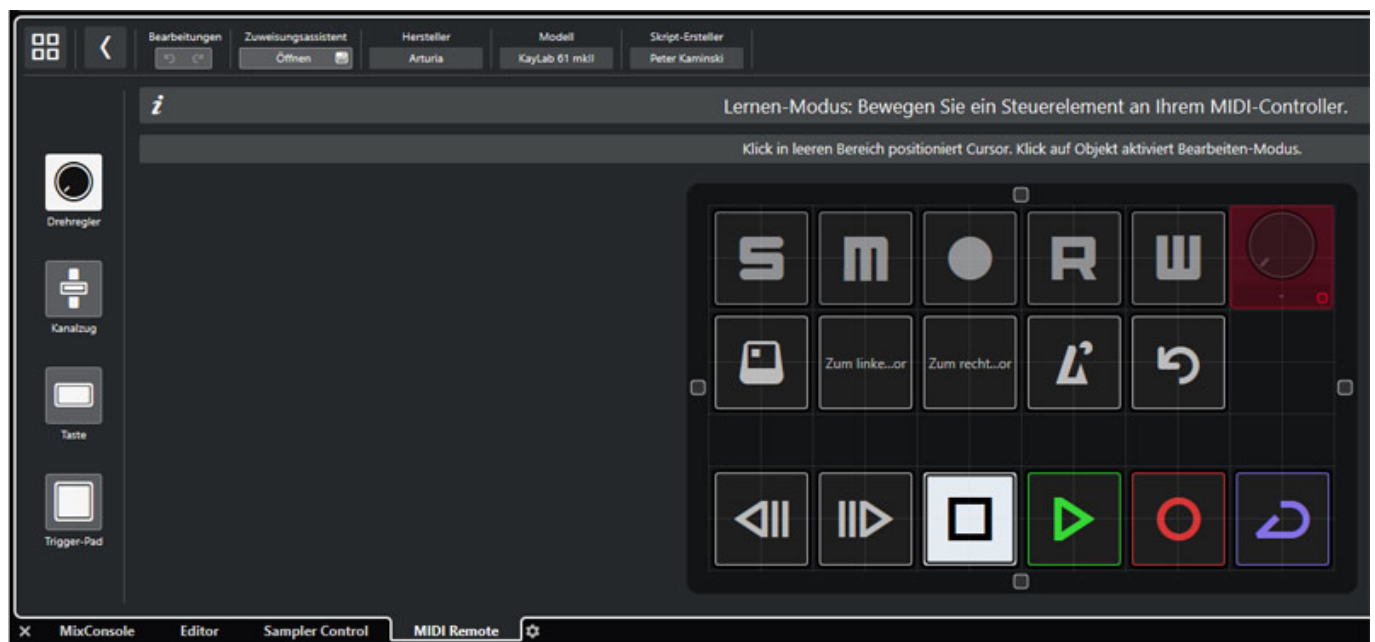 Bearbeitungen Zuweisungsassistent Hersteller Modell Skript-Ersteller
Öffnen Arturia KayLab 61 mkII Peter Kaminski
i Lernen-Modus: Bewegen Sie ein Steuerelement an Ihrem MIDI-Controller.
Klick in leeren Bereich positioniert Cursor. Klick auf Objekt aktiviert Bearbeiten-Modus.
Drehregler
S M R W
Kanalzug
Zum linke...or Zum recht...or
Taste
Trigger-Pad
MixConsole Editor Sampler Control MIDI Remote